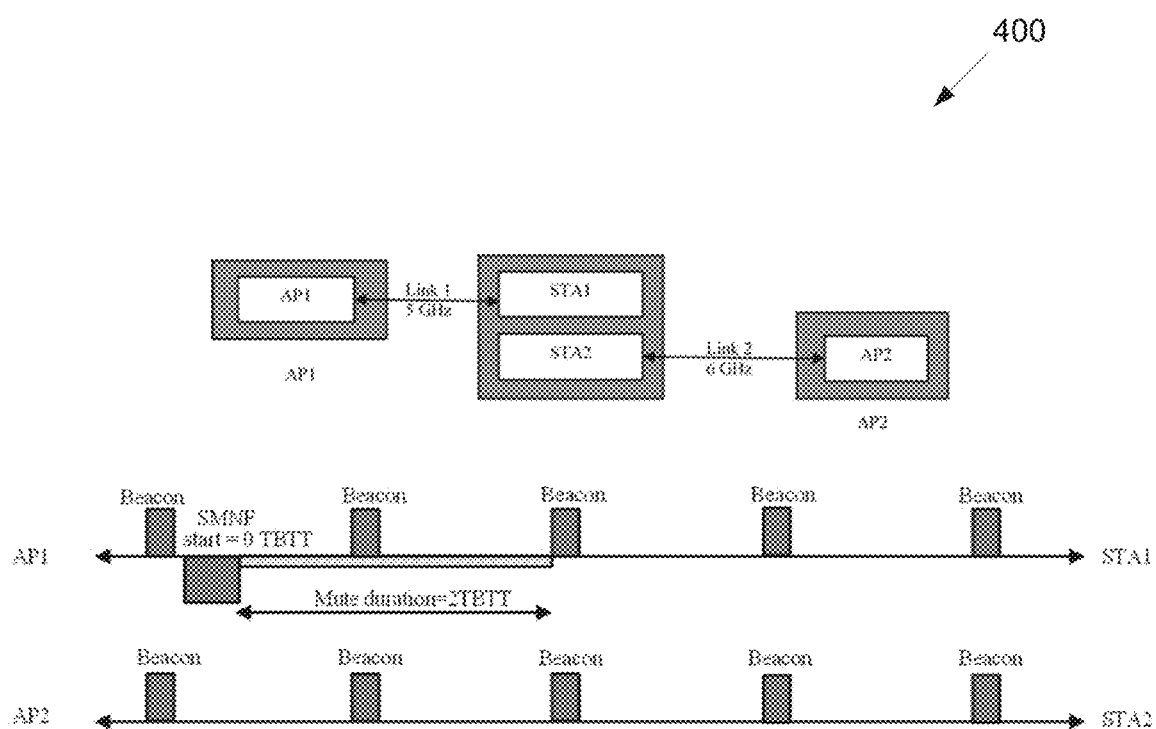 400
AP1
Link 1
5 GHz
STA1
STA2
Link 2
6 GHz
AP2
AP1
AP2
Beacon
Beacon
Beacon
Beacon
Beacon
SMNF
start = 0 TBTT
AP1
STA1
Mute duration=2TBTT
Beacon
Beacon
Beacon
Beacon
Beacon
AP2
STA2